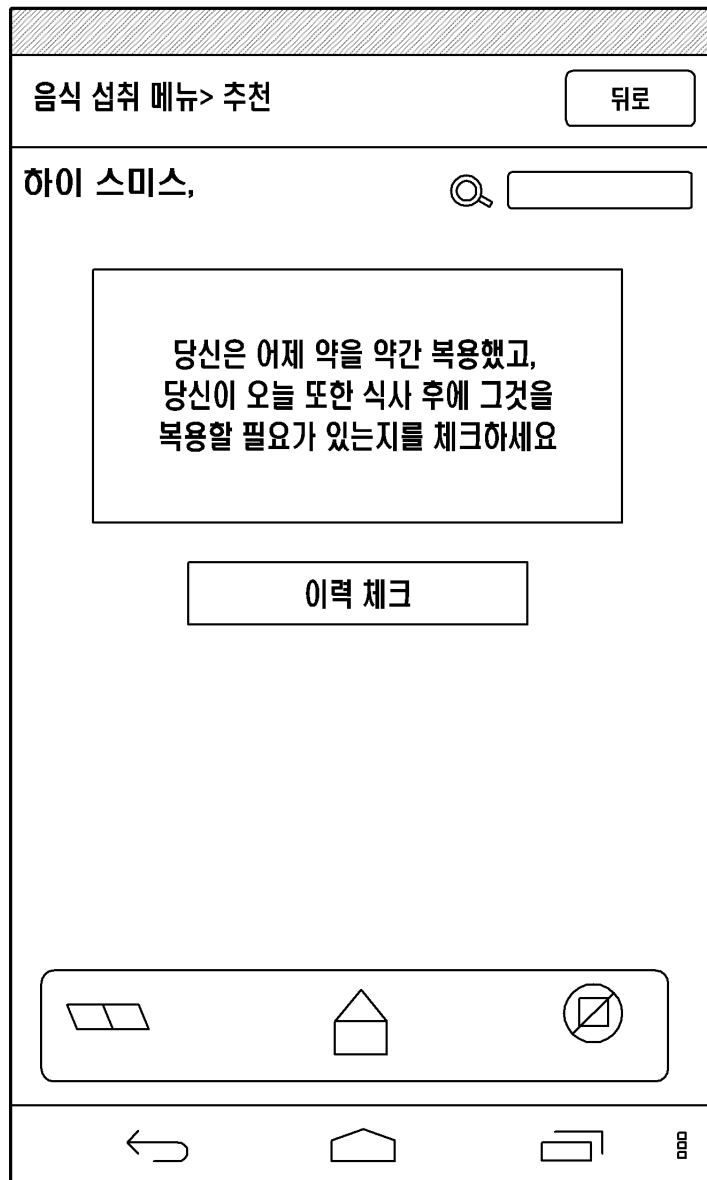 음식 섭취 메뉴> 추천
뒤로
하이 스미스,
당신은 어제 약을 약간 복용했고,
당신이 오늘 또한 식사 후에 그것을
복용할 필요가 있는지를 체크하세요
이력 체크